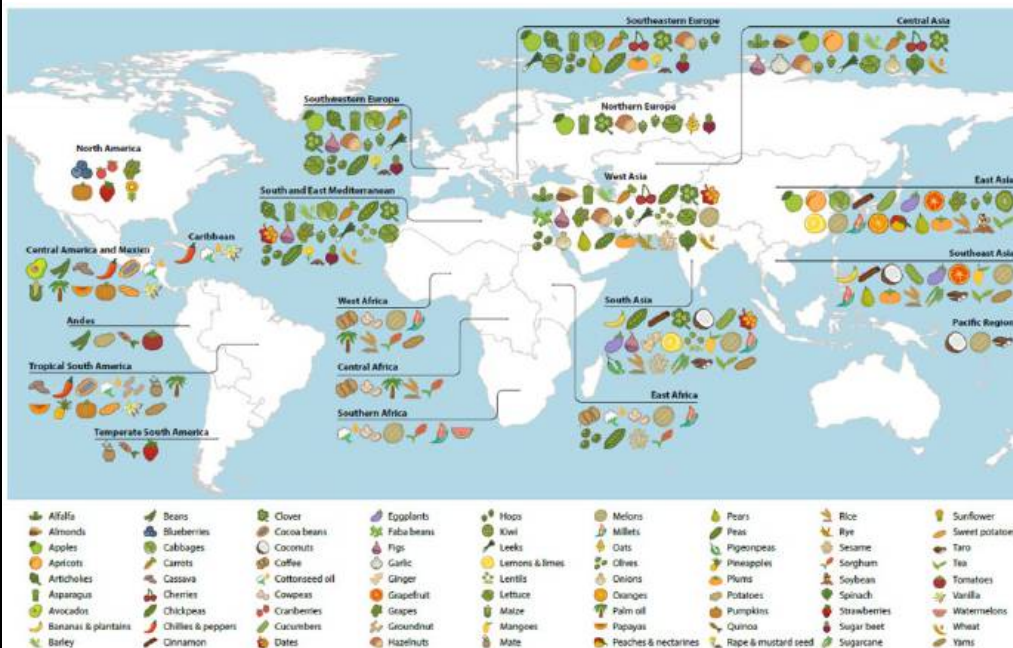 Southeastern Europe
Central Asia
Southwestern Europe
Northern Europe
North America
West Asia
East Asia
South and East Mediterranean
Caribbean
Central America and Mexico
Southeast Asia
West Africa
South Asia
Andes
Pacific Region
Tropical South America
Central Africa
East Africa
Southern Africa
Temperate South America
Alfalfa Beans Clover Eggplants Hops Melons Pears Rice Sunflower
Almonds Blueberries Cocoa beans Faba beans Kiwi Millets Peas Rye Sweet potatoes
Apples Cabbages Coconuts Figs Leeks Oats Pigeonpeas Sesame Taro
Apricots Carrots Coffee Garlic Lemons & limes Olives Pineapples Sorghum Tea
Artichokes Cassava Cottonseed oil Ginger Lentils Onions Plums Soybean Tomatoes
Asparagus Cherries Cowpeas Grapefruit Lettuce Oranges Potatoes Spinach Vanilla
Avocados Chickpeas Cranberries Grapes Maize Palm oil Pumpkins Strawberries Watermelons
Bananas & plantains Chillies & peppers Cucumbers Groundnut Mangoes Papayas Quinoa Sugar beet Wheat
Barley Cinnamon Dates Hazelnuts Mate Peaches & nectarines Rape & mustard seed Sugarcane Yams